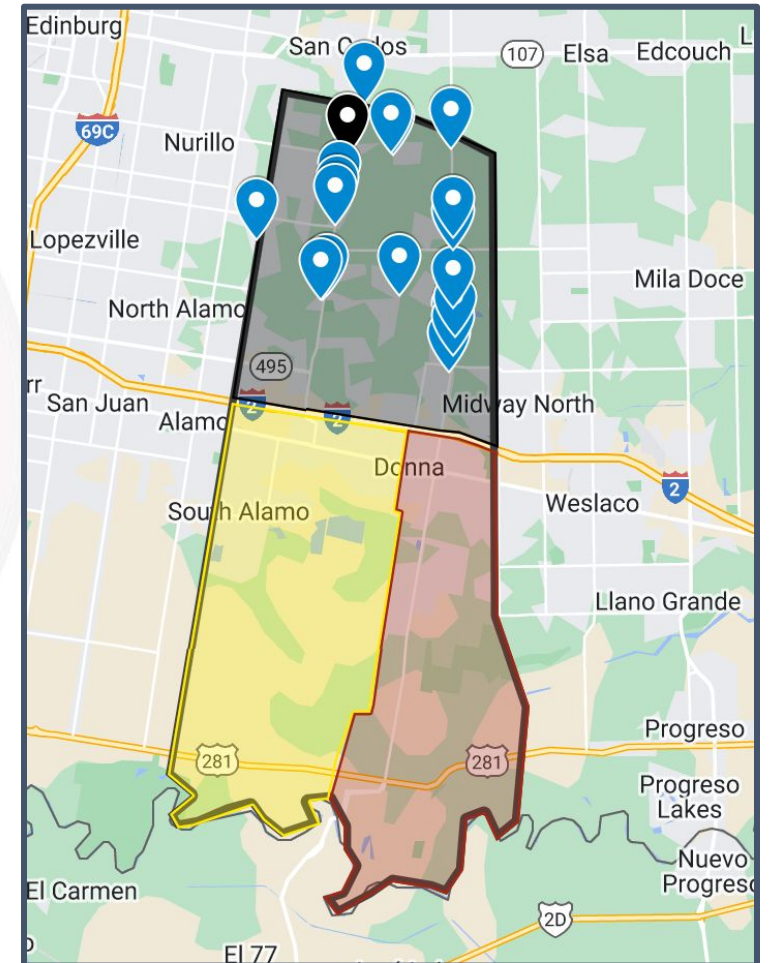 Edinburg
San
los
107
Elsa
Edcouch
L
69C
Nurillo
Lopezville
Mila Doce
North Alamo
495
rr
San Juan
Alamo
2
2
Midway North
Donna
2
South Alamo
Weslaco
Llano Grande
281
281
Progreso
Progreso
Lakes
Nuevo
Progreso
El Carmen
2D
El 77